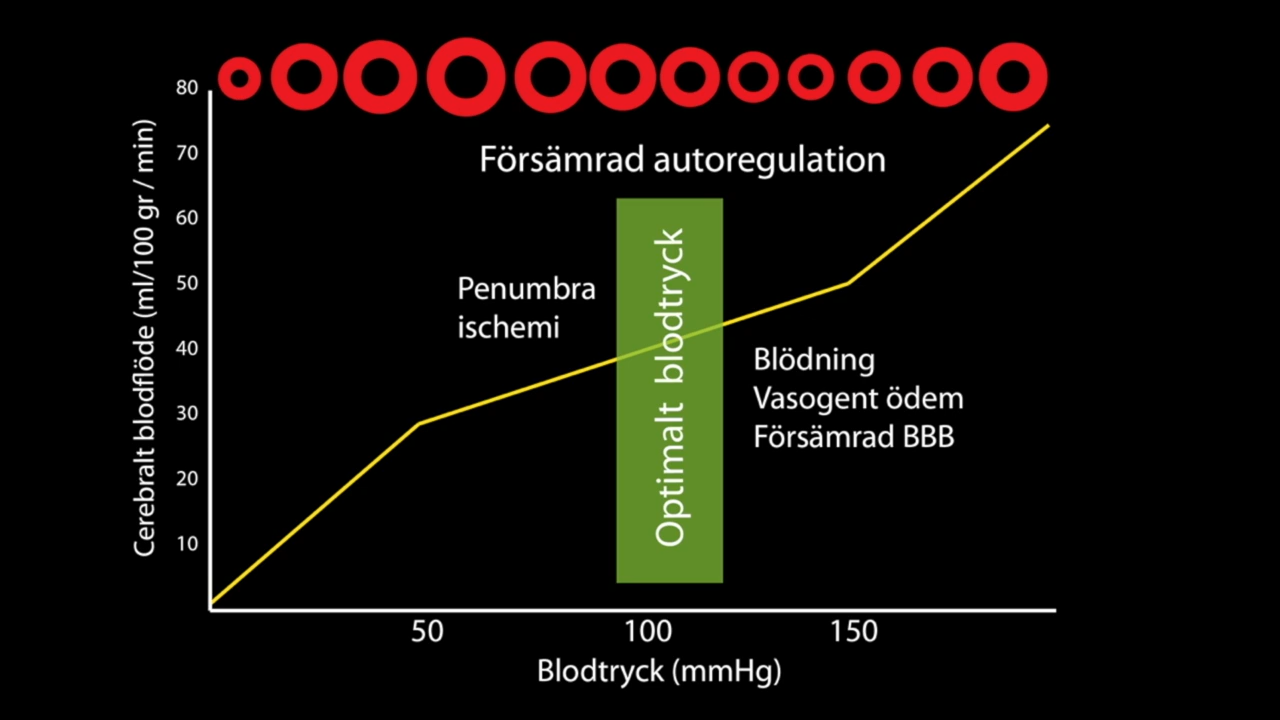 80
70
60
50
40
30
20
10
Cerebralt blodflöde (ml/100 gr / min)
Försämrad autoregulation
Penumbra
ischemi
Optimalt blodtryck
Blödning
Vasogent ödem
Försämrad BBB
50 100 150
Blodtryck (mmHg)